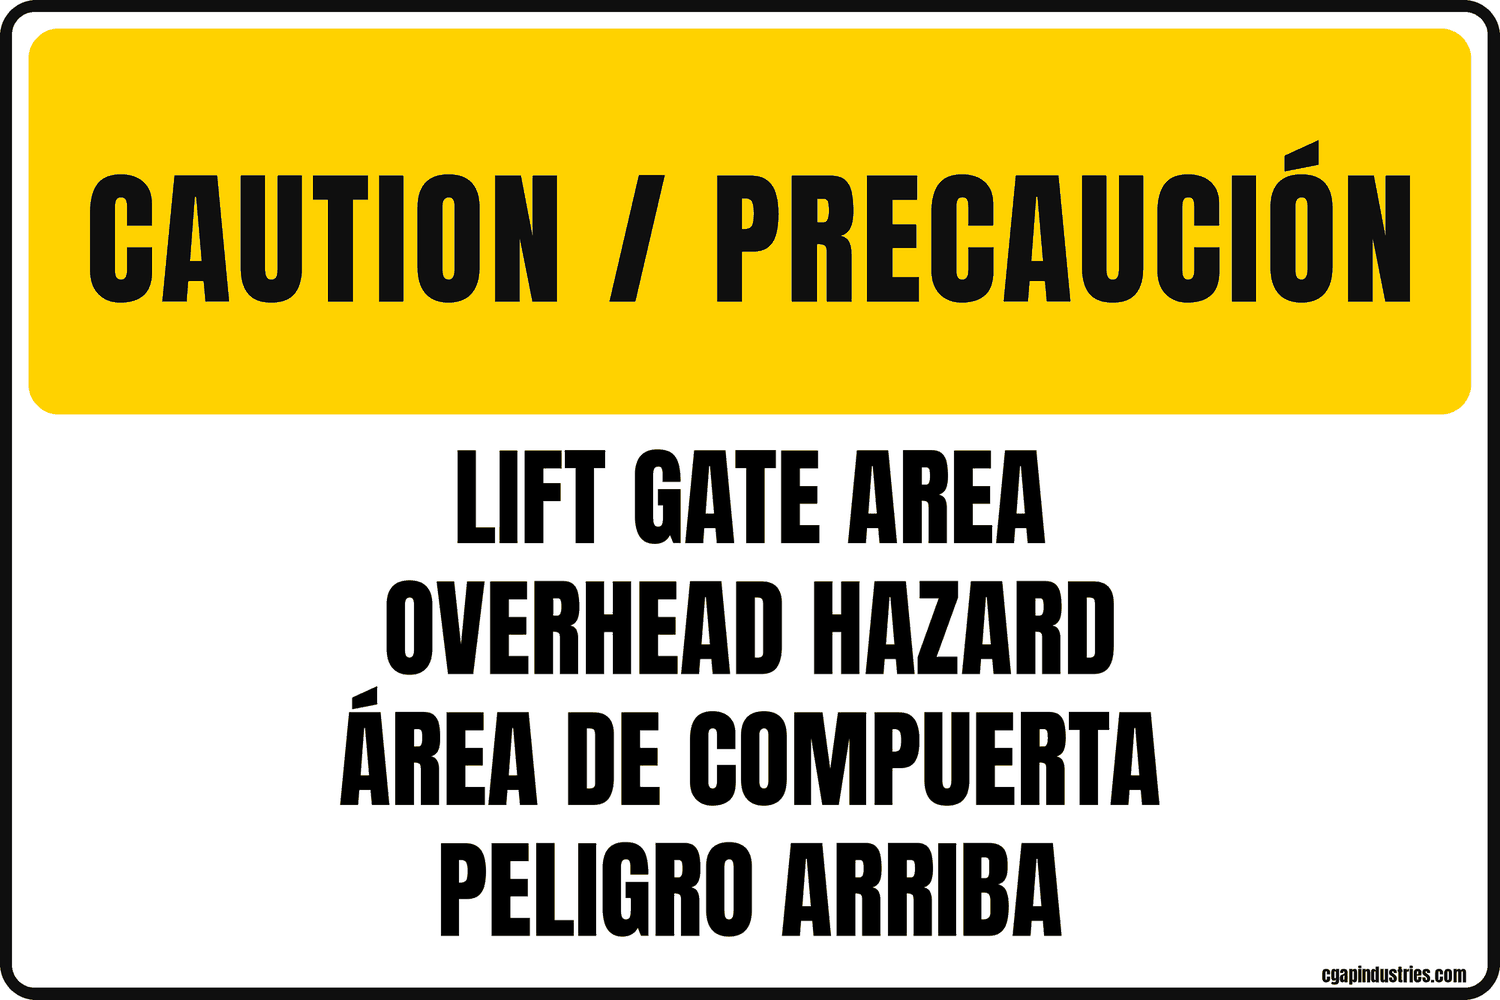 CAUTION / PRECAUCIÓN
LIFT GATE AREA
OVERHEAD HAZARD
ÁREA DE COMPUERTA
PELIGRO ARRIBA
cgapindustries.com